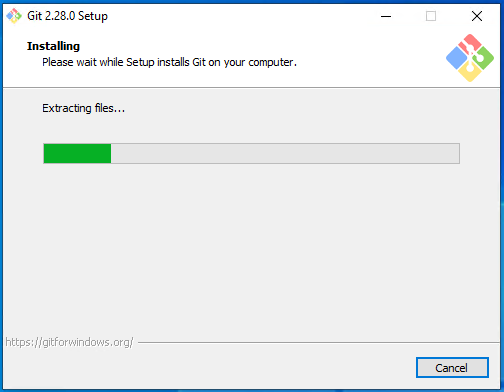 Git 2.28.0 Setup
Installing
Please wait while Setup installs Git on your computer.
Extracting files...
https://gitforwindows.org/
Cancel